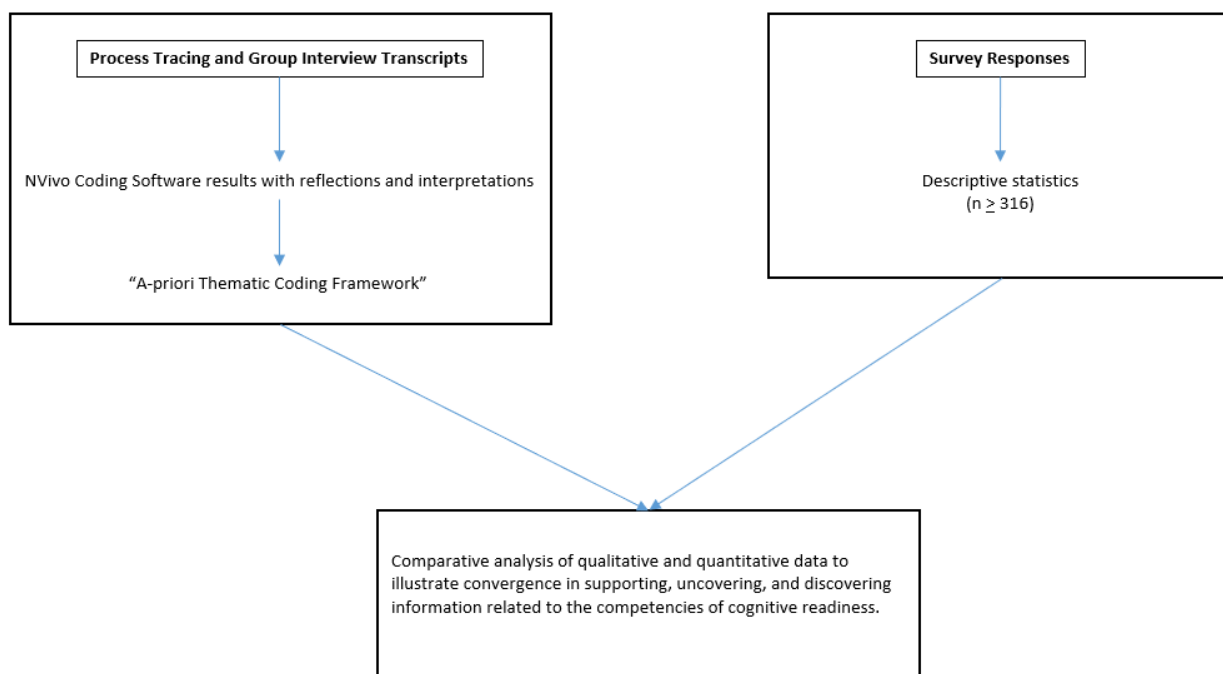 Process Tracing and Group Interview Transcripts
NVivo Coding Software results with reflections and interpretations
“A-priori Thematic Coding Framework”
Survey Responses
Descriptive statistics
(n ≥ 316)
Comparative analysis of qualitative and quantitative data to
illustrate convergence in supporting, uncovering, and discovering
information related to the competencies of cognitive readiness.